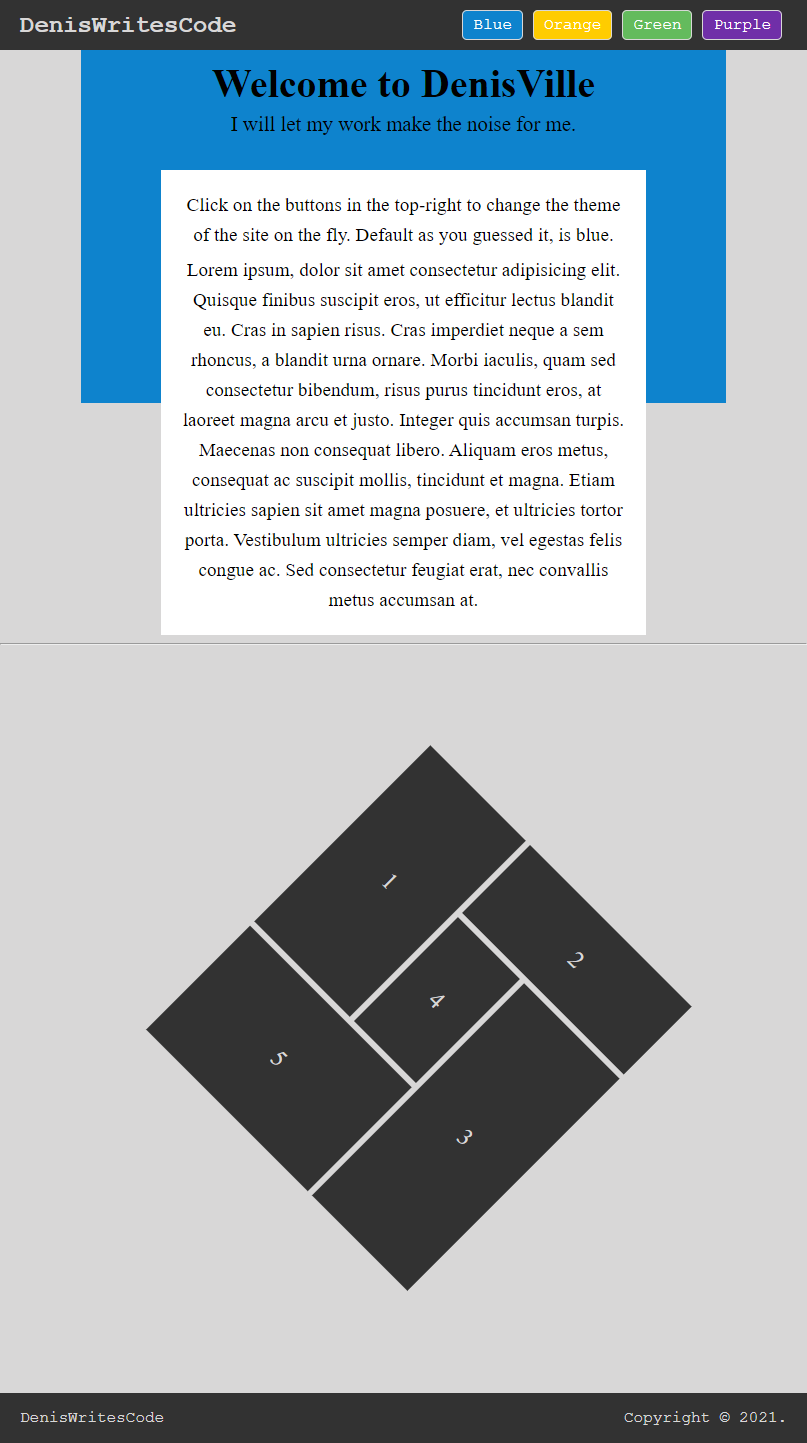 DenisWritesCode
Blue Orange Green Purple
Welcome to DenisVille
I will let my work make the noise for me.
Click on the buttons in the top-right to change the theme
of the site on the fly. Default as you guessed it, is blue.
Lorem ipsum, dolor sit amet consectetur adipisicing elit.
Quisque finibus suscipit eros, ut efficitur lectus blandit
eu. Cras in sapien risus. Cras imperdiet neque a sem
rhoncus, a blandit urna ornare. Morbi iaculis, quam sed
consectetur bibendum, risus purus tincidunt eros, at
laoreet magna arcu et justo. Integer quis accumsan turpis.
Maecenas non consequat libero. Aliquam eros metus,
consequat ac suscipit mollis, tincidunt et magna. Etiam
ultricies sapien sit amet magna posuere, et ultricies tortor
porta. Vestibulum ultricies semper diam, vel egestas felis
congue ac. Sed consectetur feugiat erat, nec convallis
metus accumsan at.
1
2
4
5
3
DenisWritesCode
Copyright © 2021.